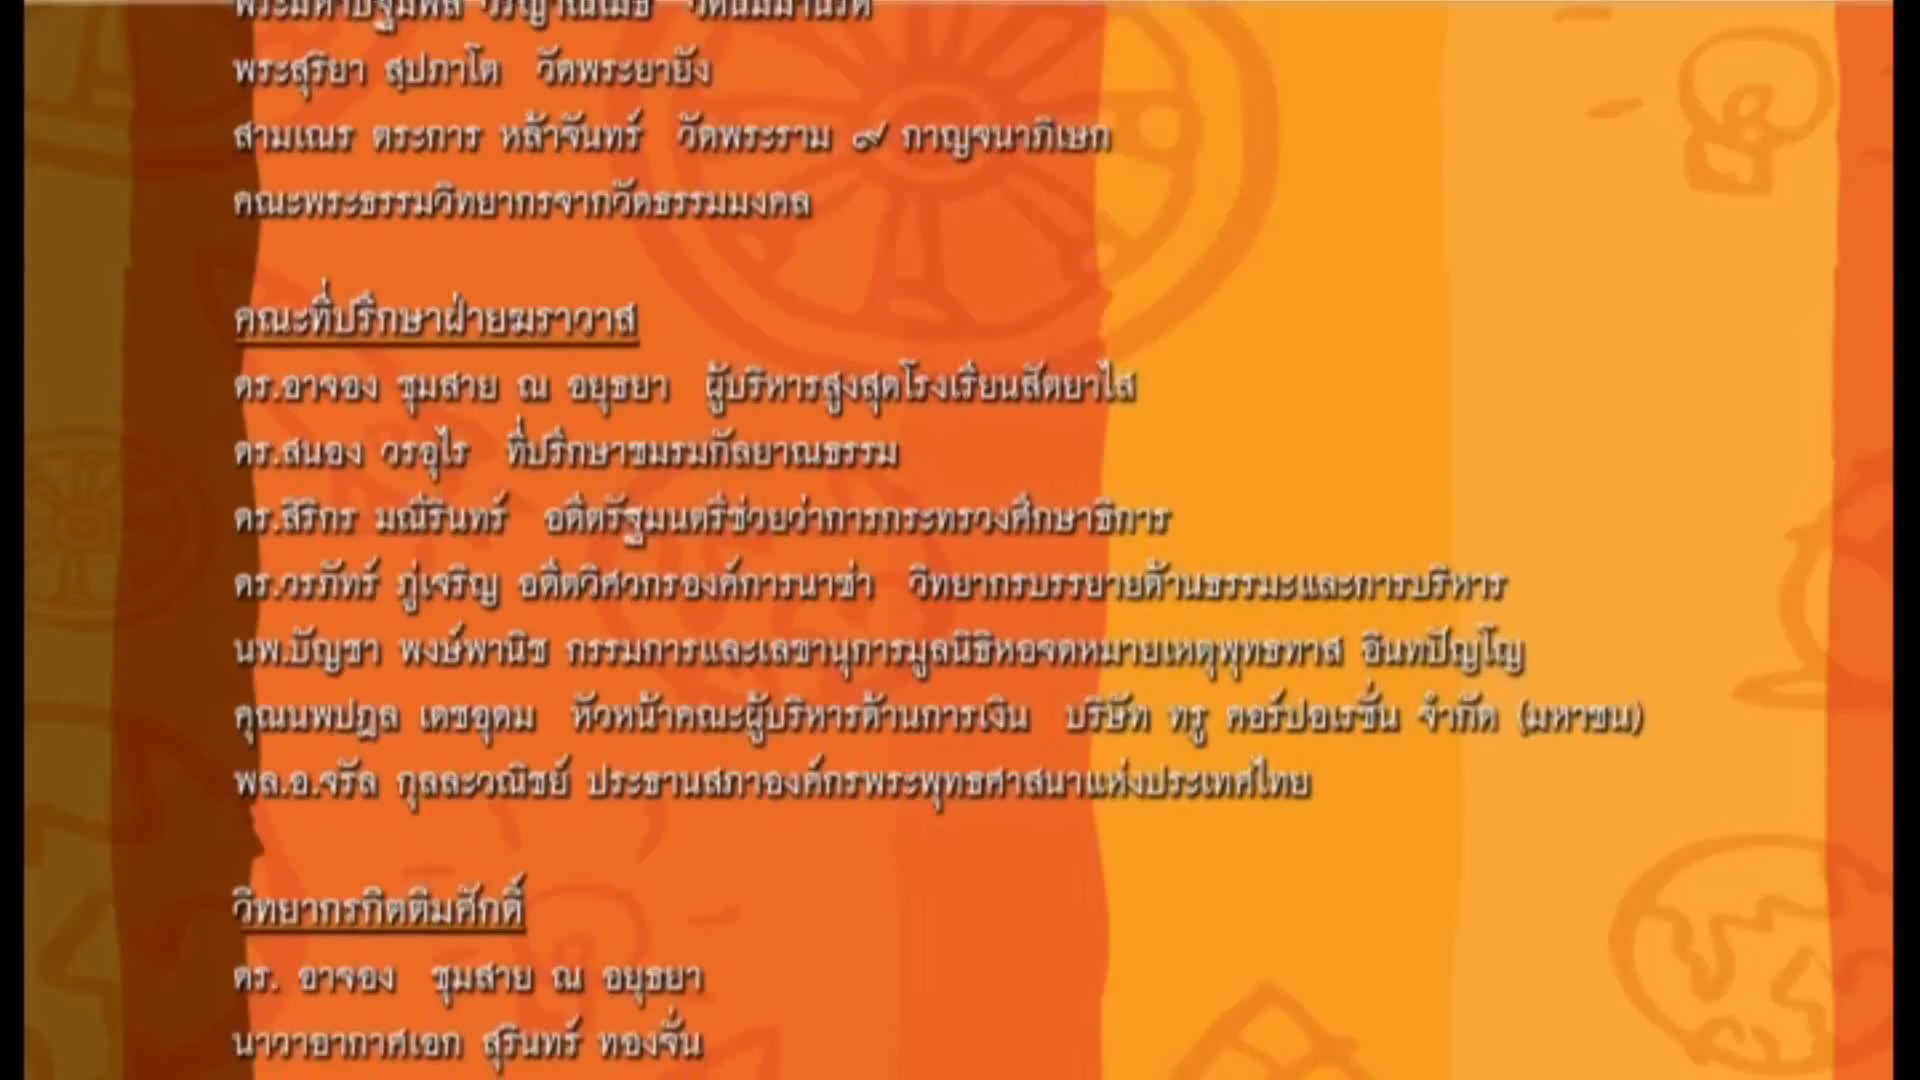 พระสุริยา สุปภาโต วัดพระยายัง
สามเณร ตระการ หล้าจันทร์ วัดพระราม ๙ กาญจนาภิเษก
คณะพระธรรมวิทยากรจากวัดธรรมมงคล
คณะที่ปรึกษาฝ่ายฆราวาส
ดร.อาจอง ชุมสาย ณ อยุธยา ผู้บริหารสูงสุดโรงเรียนสัตยาไส
ดร.สนอง วรอุไร ที่ปรึกษาชมรมกัลยาณธรรม
ดร.สิริกร มณีรินทร์ อดีตรัฐมนตรีช่วยว่าการกระทรวงศึกษาธิการ
ดร.วรภัทร์ ภู่เจริญ อดีตวิศวกรองค์การนาซ่า วิทยากรบรรยายด้านธรรมะและการบริหาร
นพ.บัญชา พงษ์พานิช กรรมการและเลขานุการมูลนิธิหอจดหมายเหตุพุทธทาส อินทปัญโญ
คุณนพปฎล เดชอุดม หัวหน้าคณะผู้บริหารด้านการเงิน บริษัท ทรู คอร์ปอเรชั่น จำกัด (มหาชน)
พล.อ.จรัล กุลละวณิชย์ ประธานสภาองค์กรพระพุทธศาสนาแห่งประเทศไทย
วิทยากรกิตติมศักดิ์
ดร. อาจอง ชุมสาย ณ อยุธยา
นาวาอากาศเอก สุรินทร์ ทองจั่น